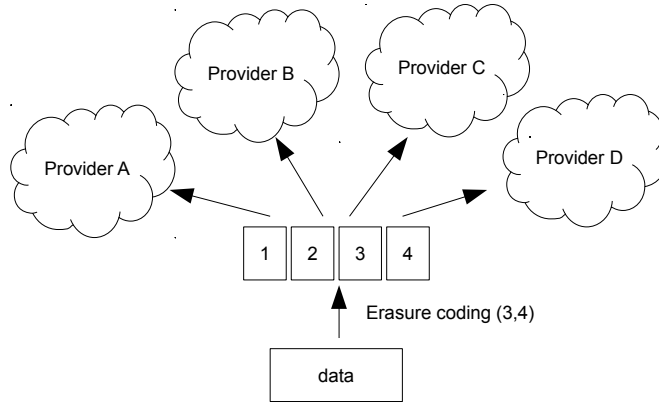 Provider B
Provider C
Provider A
Provider D
1 2 3 4
Erasure coding (3,4)
data